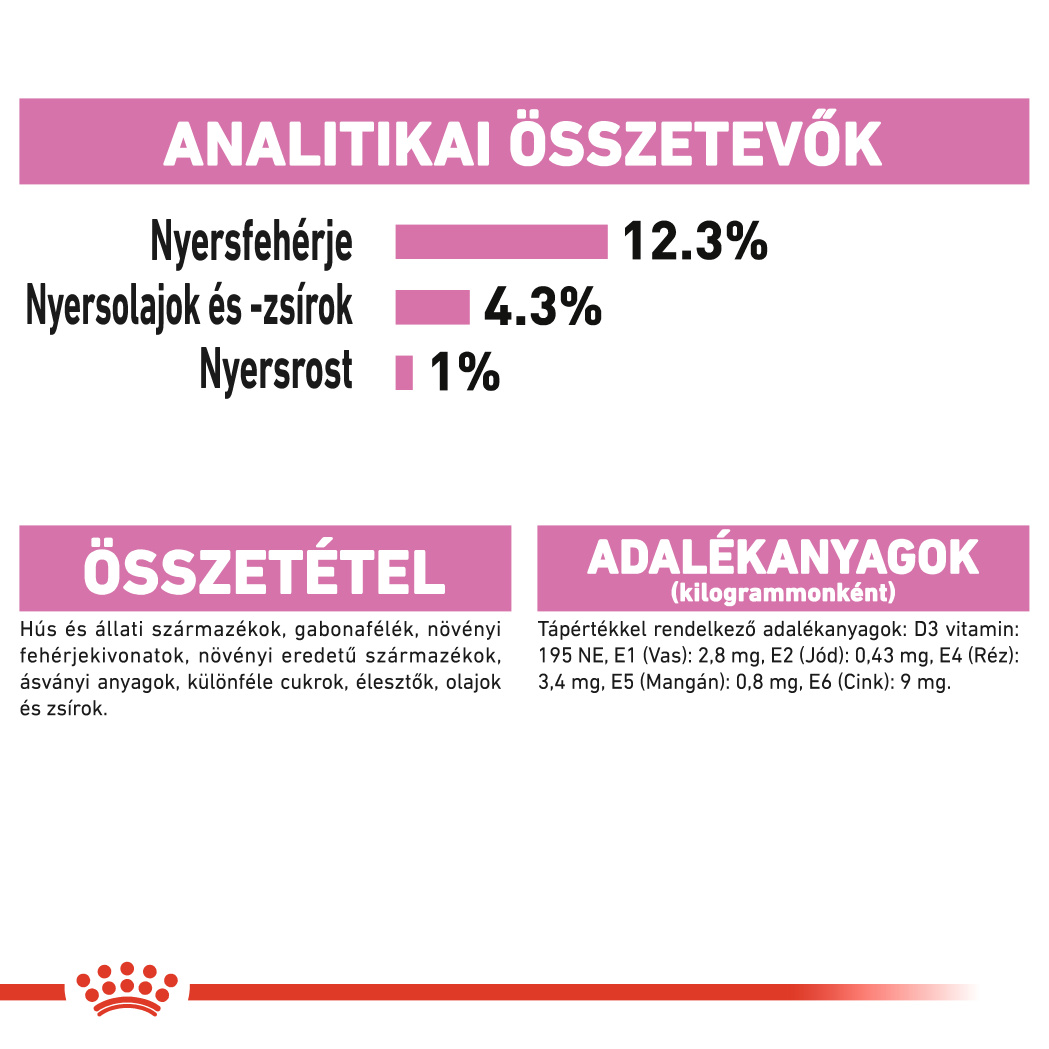 ANALITIKAI ÖSSZETEVŐK
Nyersfehérje 12.3%
Nyersolajok és -zsírok 4.3%
Nyersrost 1%
ÖSSZETÉTEL
Hús és állati származékok, gabonafélék, növényi
fehérjekivonatok, növényi eredetű származékok,
ásványi anyagok, különféle cukrok, élesztők, olajok
és zsírok.
ADALÉKANYAGOK
(kilogrammonként)
Tápértékkel rendelkező adalékanyagok: D3 vitamin:
195 NE, E1 (Vas): 2,8 mg, E2 (Jód): 0,43 mg, E4 (Réz):
3,4 mg, E5 (Mangán): 0,8 mg, E6 (Cink): 9 mg.